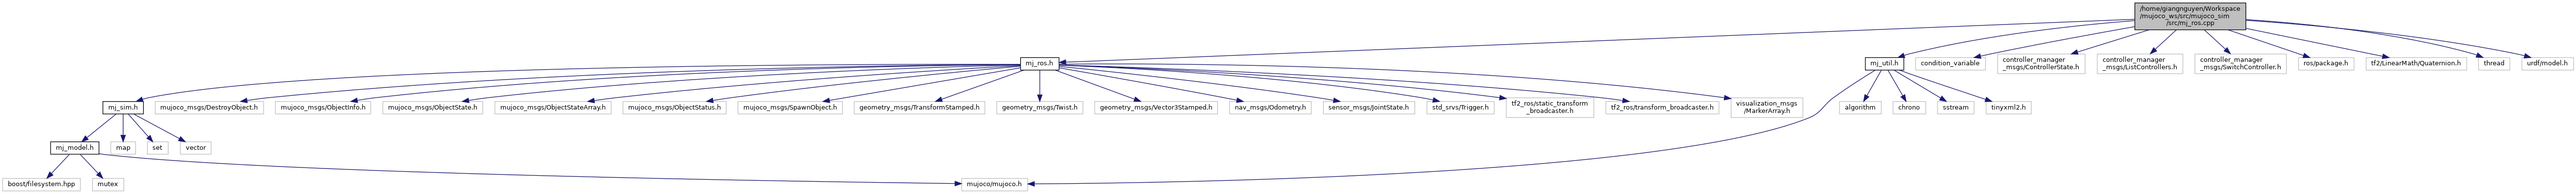 /home/giangnguyen/Workspace
/mujoco_ws/src/mujoco_sim
/src/mj_ros.cpp
mj_ros.h
mj_util.h
condition_variable
controller_manager
_msgs/ControllerState.h
controller_manager
_msgs/ListControllers.h
controller_manager
_msgs/SwitchController.h
ros/package.h
tf2/LinearMath/Quaternion.h
thread
urdf/model.h
mj_sim.h
mujoco_msgs/DestroyObject.h
mujoco_msgs/ObjectInfo.h
mujoco_msgs/ObjectState.h
mujoco_msgs/ObjectStateArray.h
mujoco_msgs/ObjectStatus.h
mujoco_msgs/SpawnObject.h
geometry_msgs/TransformStamped.h
geometry_msgs/Twist.h
geometry_msgs/Vector3Stamped.h
nav_msgs/Odometry.h
sensor_msgs/JointState.h
std_srvs/Trigger.h
tf2_ros/static_transform
_broadcaster.h
tf2_ros/transform_broadcaster.h
visualization_msgs
/MarkerArray.h
algorithm
chrono
sstream
tinyxml2.h
mj_model.h
map
set
vector
boost/filesystem.hpp
mutex
mujoco/mujoco.h